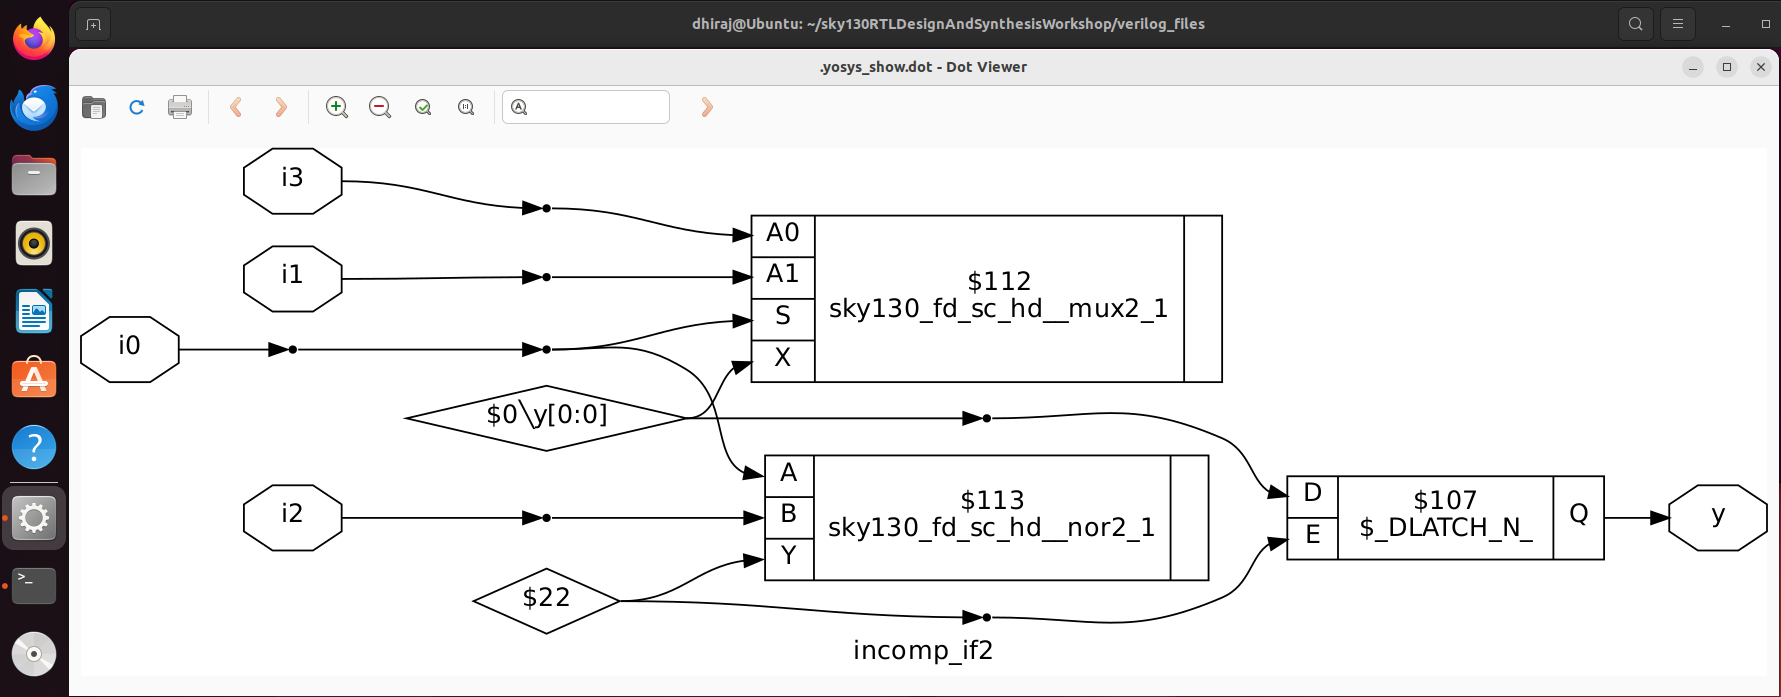 dhiraj@Ubuntu: ~/sky130RTLDesignAndSynthesisWorkshop/verilog_files
.yosys_show.dot - Dot Viewer
i3
i1
i0
A0
A1
S
X
$112
sky130_fd_sc_hd__mux2_1
$0\y[0:0]
i2
A
B
Y
$113
sky130_fd_sc_hd__nor2_1
D
E
$107
$_DLATCH_N_
Q
y
$22
incomp_if2